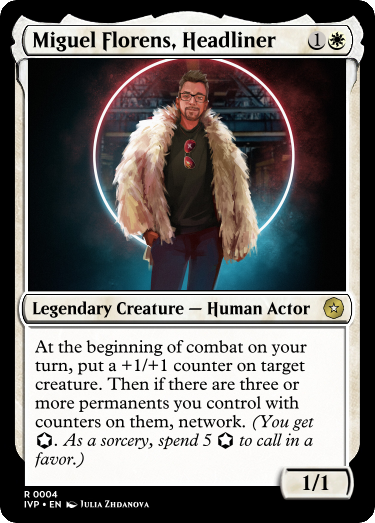 Miguel Florens, Headliner 1
Legendary Creature — Human Actor
At the beginning of combat on your
turn, put a +1/+1 counter on target
creature. Then if there are three or
more permanents you control with
counters on them, network. (You get
. As a sorcery, spend 5 to call in a
favor.)
1/1
R 0004
IVP • EN Julia Zhdanova